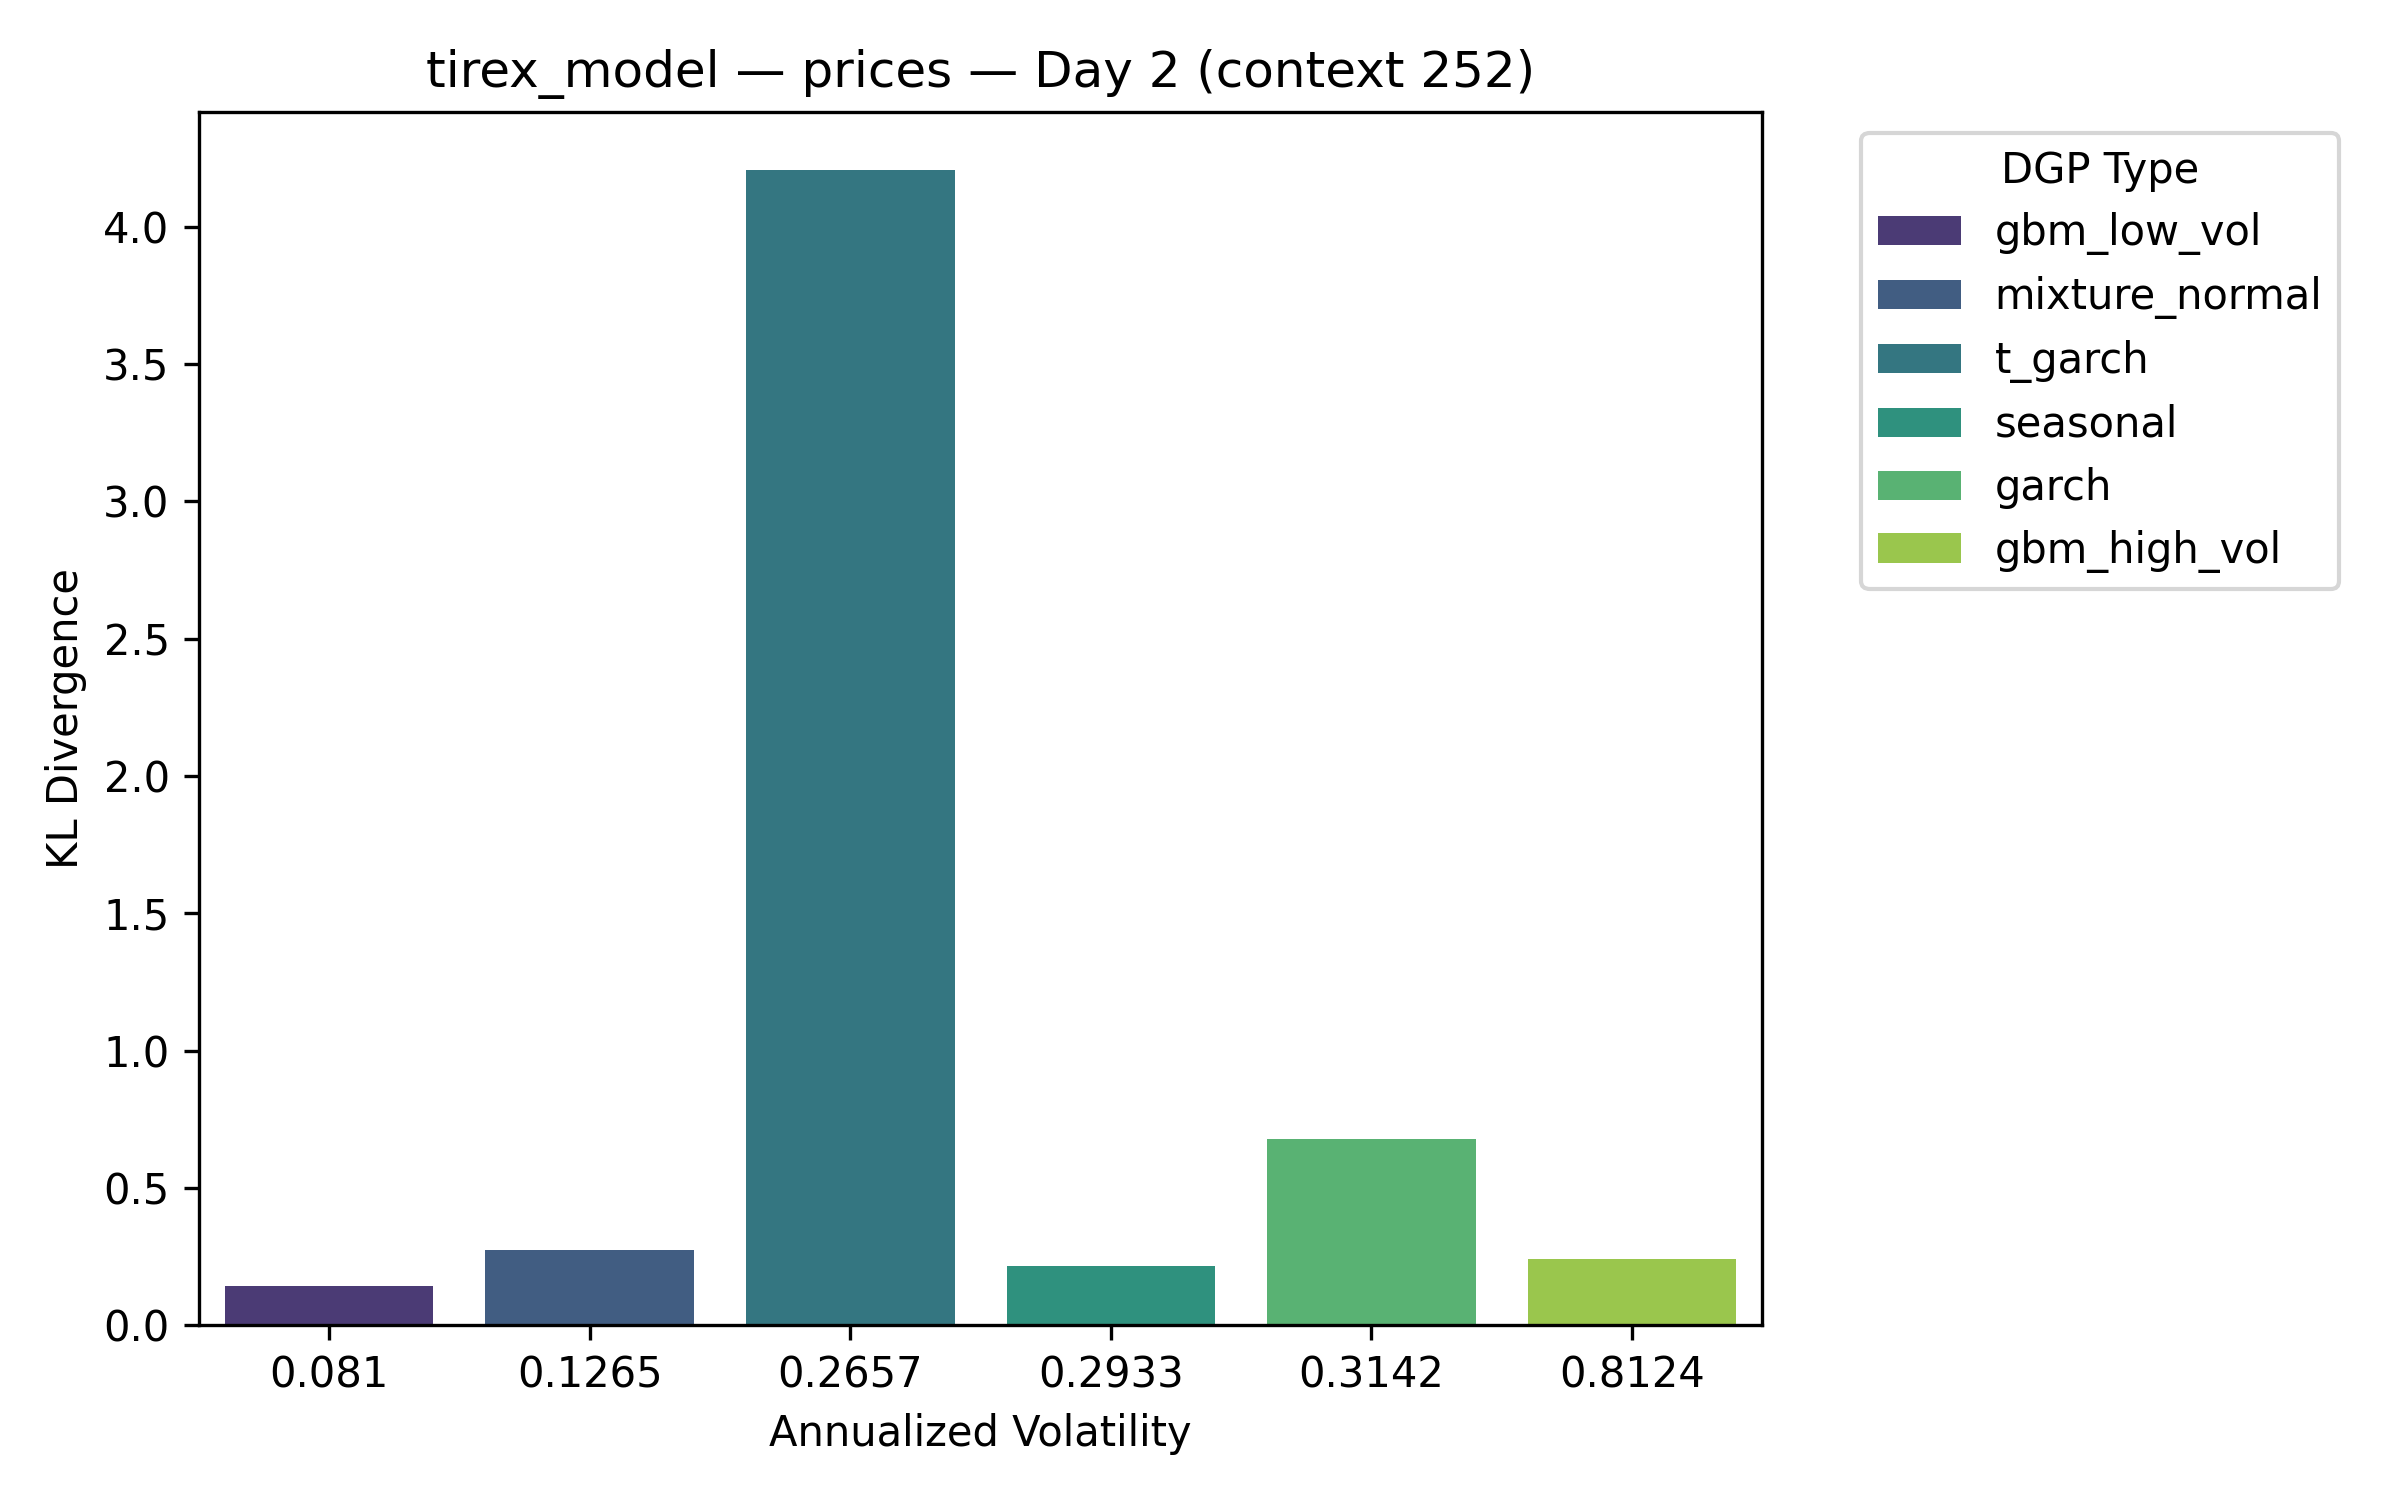 tirex_model — prices — Day 2 (context 252)
KL Divergence
4.0
3.5
3.0
2.5
2.0
1.5
1.0
0.5
0.0
0.081 0.1265 0.2657 0.2933 0.3142 0.8124
Annualized Volatility
DGP Type
gbm_low_vol
mixture_normal
t_garch
seasonal
garch
gbm_high_vol